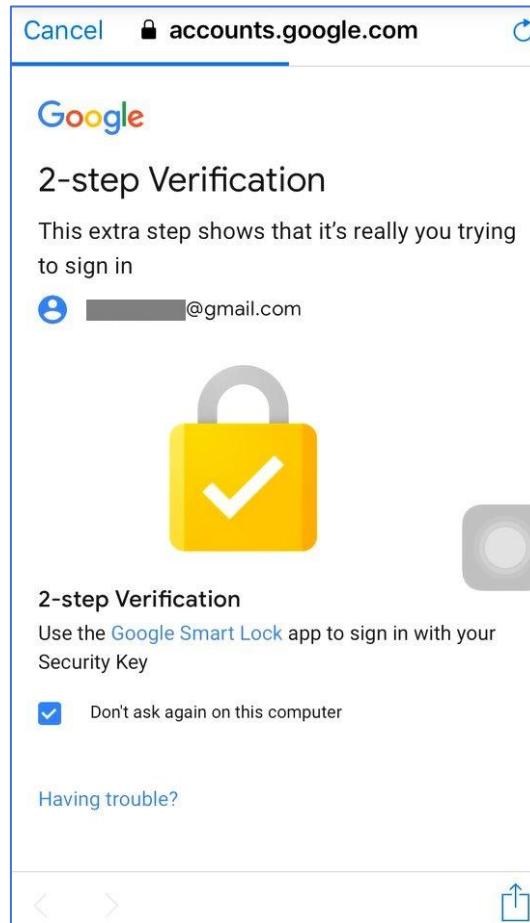 Cancel accounts.google.com
Google
2-step Verification
This extra step shows that it's really you trying
to sign in
@gmail.com
2-step Verification
Use the Google Smart Lock app to sign in with your
Security Key
Don't ask again on this computer
Having trouble?